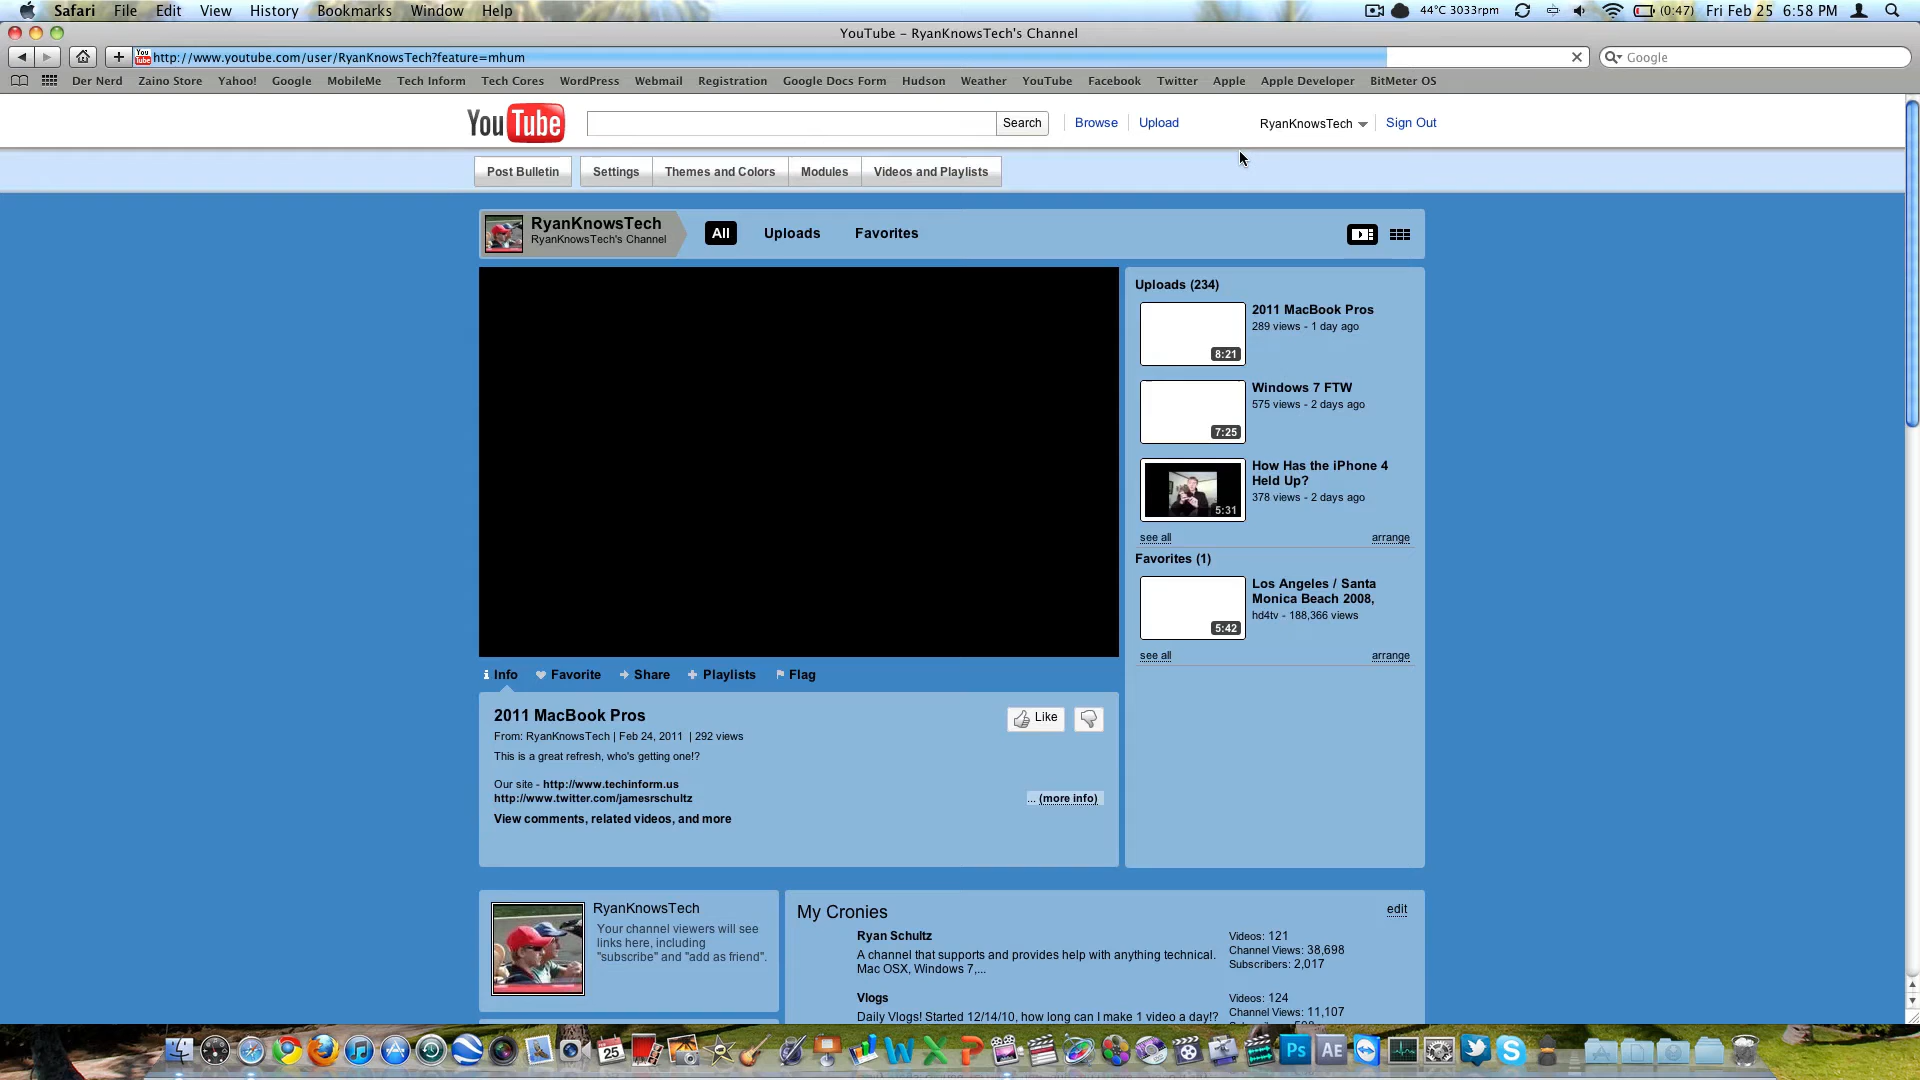 Safari File Edit View History Bookmarks Window Help 44°C 3033rpm (0:47) Fri Feb 25 6:58 PM
YouTube – RyanKnowsTech's Channel
http://www.youtube.com/user/RyanKnowsTech?feature=mhum Google
Der Nerd Zaino Store Yahoo! Google MobileMe Tech Inform Tech Cores WordPress Webmail Registration Google Docs Form Hudson Weather YouTube Facebook Twitter Apple Apple Developer BitMeter OS
YouTube Search Browse Upload RyanKnowsTech Sign Out
Post Bulletin Settings Themes and Colors Modules Videos and Playlists
RyanKnowsTech
RyanKnowsTech's Channel
All Uploads Favorites
Uploads (234)
2011 MacBook Pros
289 views - 1 day ago
8:21
Windows 7 FTW
575 views - 2 days ago
7:25
How Has the iPhone 4
Held Up?
378 views - 2 days ago
5:31
see all arrange
Favorites (1)
Los Angeles / Santa
Monica Beach 2008,
hd4tv - 188,366 views
5:42
see all arrange
Info Favorite Share Playlists Flag
2011 MacBook Pros
Like
From: RyanKnowsTech | Feb 24, 2011 | 292 views
This is a great refresh, who's getting one!?
Our site - http://www.techinform.us
http://www.twitter.com/jamesrschultz
... (more info)
View comments, related videos, and more
RyanKnowsTech
Your channel viewers will see
links here, including
"subscribe" and "add as friend".
My Cronies edit
Ryan Schultz
A channel that supports and provides help with anything technical.
Mac OSX, Windows 7,...
Videos: 121
Channel Views: 38,698
Subscribers: 2,017
Vlogs
Daily Vlogs! Started 12/14/10, how long can I make 1 video a day!?
Videos: 124
Channel Views: 11,107
25
Ps AE